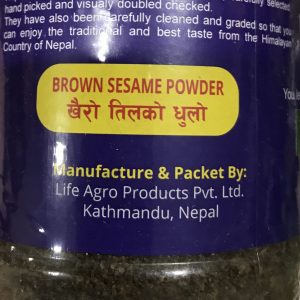 hand picked and visualy doubled checked.
They have also been carefully cleaned and graded so that you
can enjoy the traditional and best taste from the Himalayan
Country of Nepal.
BROWN SESAME POWDER
खैरो तिलको धुलो
Manufacture & Packet By:
Life Agro Products Pvt. Ltd.
Kathmandu, Nepal